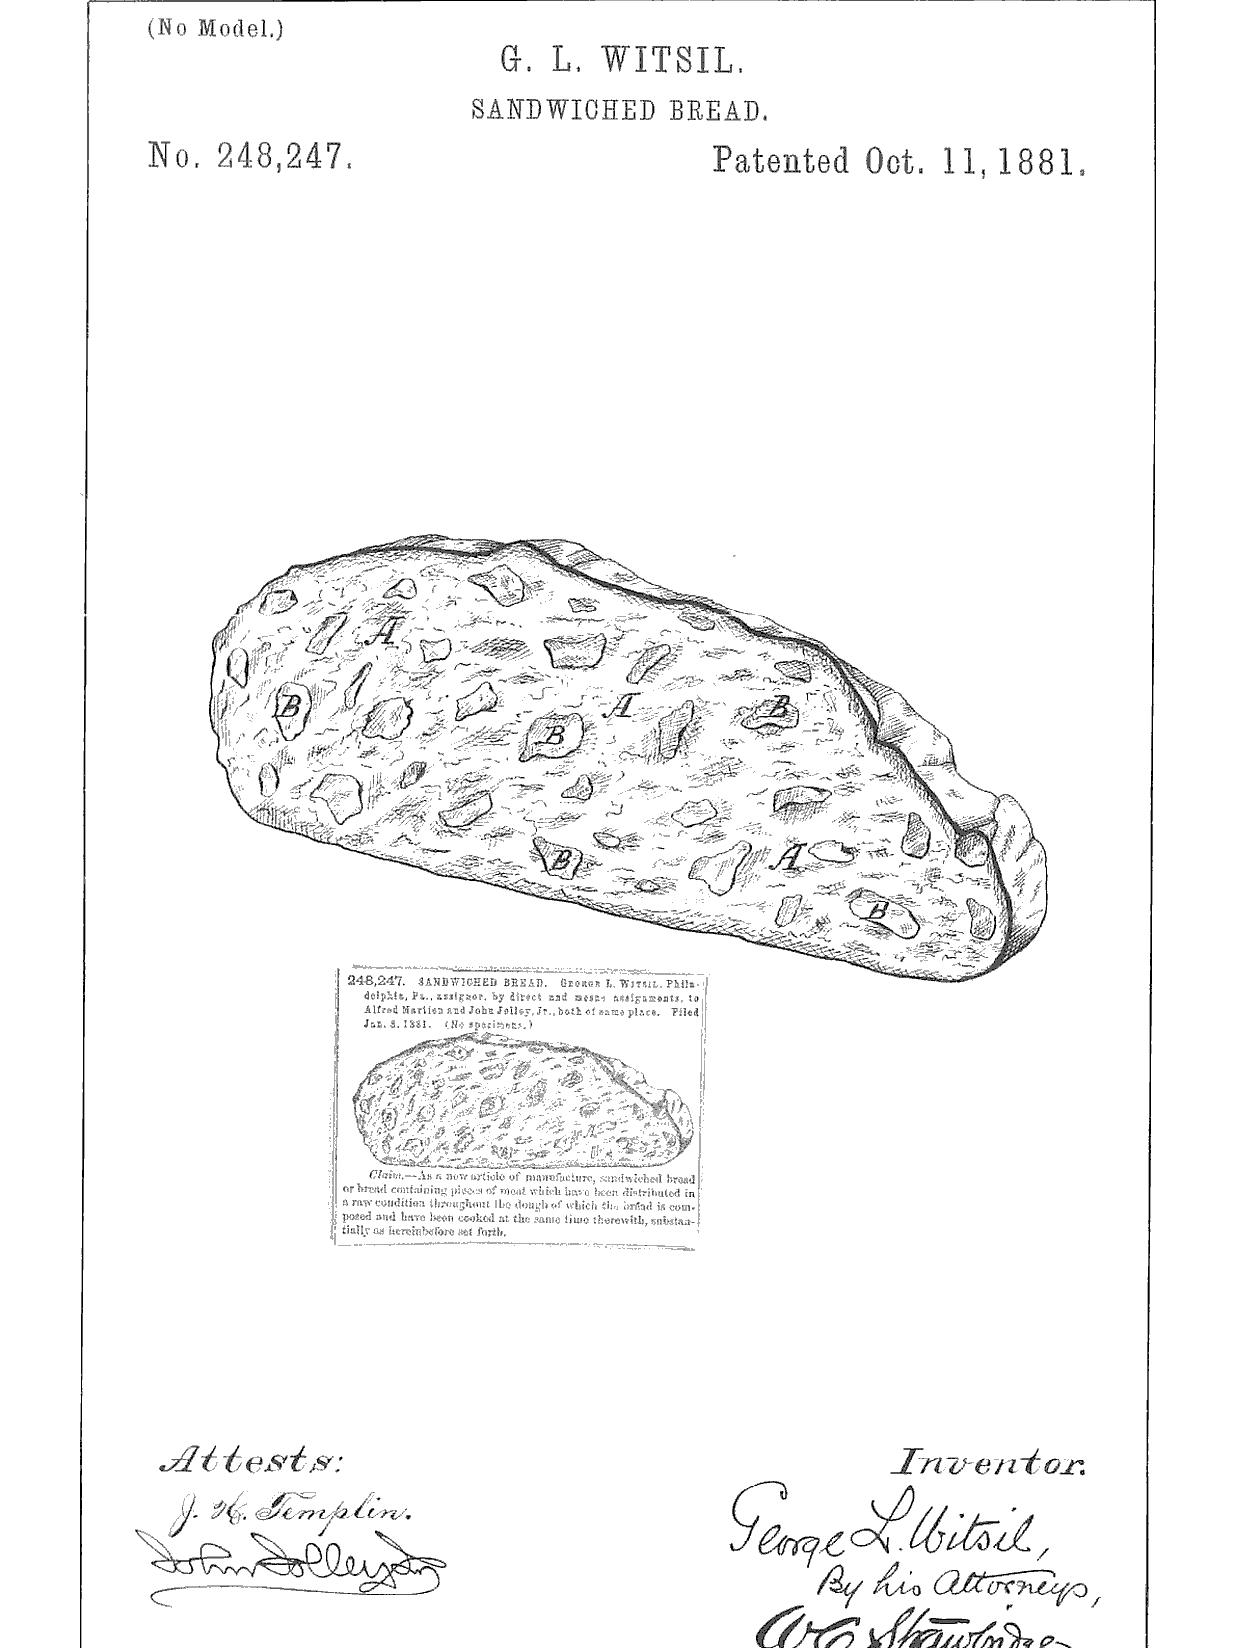 (No Model.)
G. L. WITSIL.
SANDWICHED BREAD.
No. 248,247.
Patented Oct. 11, 1881.
A
B
A
B
B
B
A
B
248,247. SANDWICHED BREAD. GEORGE L. WITSIL, Phila-
delphia, Pa., assignor, by direct and mesne assignments, to
Alfred Martien and John Jolley, Jr., both of same place. Filed
Jan. 8, 1881. (No specimens.)
Claim.—As a new article of manufacture, sandwiched bread
or bread containing pieces of meat which have been distributed in
a raw condition throughout the dough of which the bread is com-
posed and have been cooked at the same time therewith, substan-
tially as hereinbefore set forth.
Attests:
J. H. Templin.
John Jolley Jr
Inventor.
George L. Witsil,
By his Attorneys,